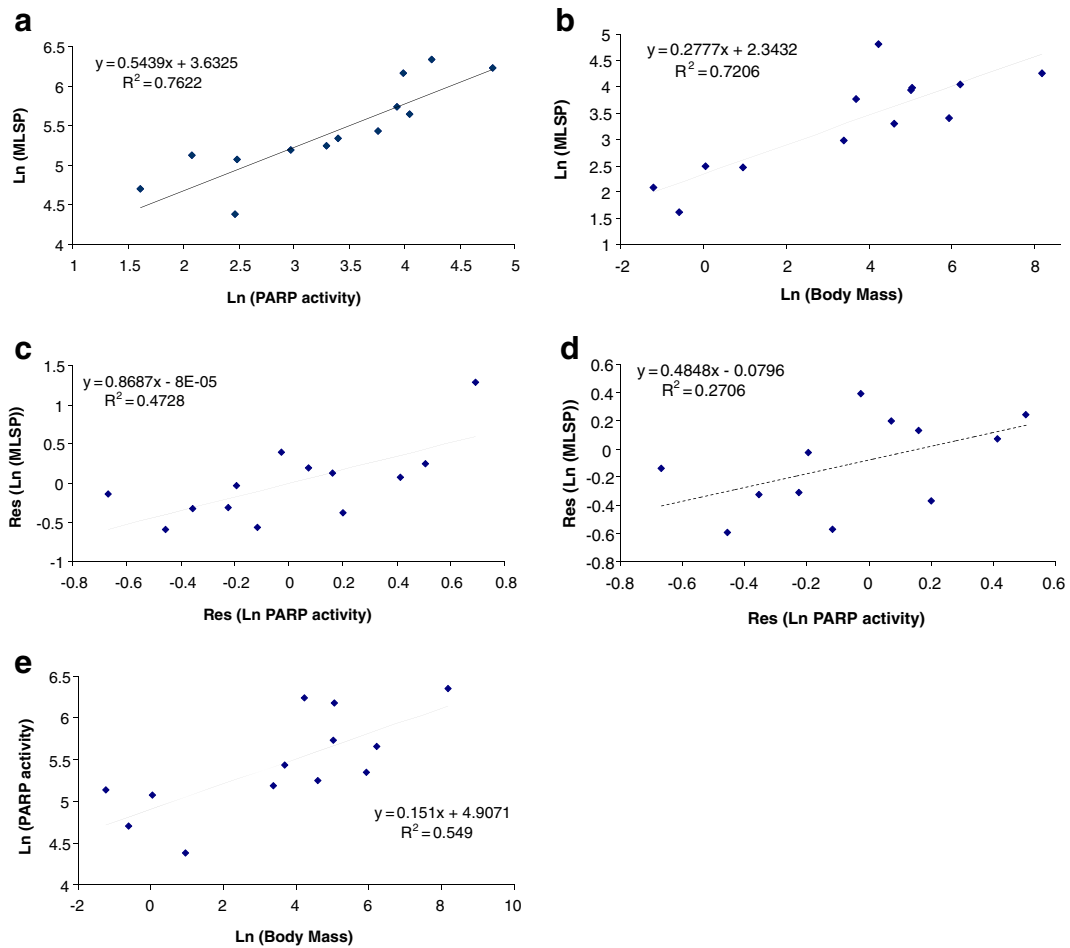 a
y=0.5439x + 3.6325
R²=0.7622
Ln (MLSP)
6.5
6
5.5
5
4.5
4
1 1.5 2 2.5 3 3.5 4 4.5 5
Ln (PARP activity)
b
y=0.2777x + 2.3432
R²=0.7206
Ln (MLSP)
5
4.5
4
3.5
3
2.5
2
1.5
1
-2 0 2 4 6 8
Ln (Body Mass)
c
y=0.8687x - 8E-05
R²=0.4728
Res (Ln (MLSP))
1.5
1
0.5
0
-0.5
-1
-0.8 -0.6 -0.4 -0.2 0 0.2 0.4 0.6 0.8
Res (Ln PARP activity)
d
y=0.4848x - 0.0796
R²=0.2706
Res (Ln (MLSP))
0.6
0.4
0.2
0
-0.2
-0.4
-0.6
-0.8
-0.8 -0.6 -0.4 -0.2 0 0.2 0.4 0.6
Res (Ln PARP activity)
e
Ln (PARP activity)
6.5
6
5.5
5
4.5
4
y=0.151x + 4.9071
R²=0.549
-2 0 2 4 6 8 10
Ln (Body Mass)